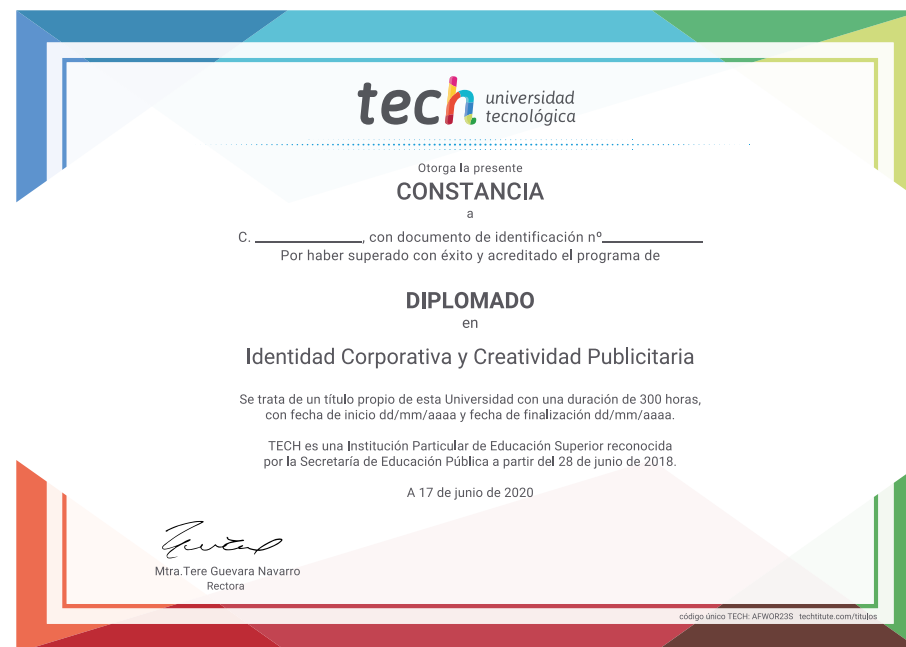 tech universidad
tecnológica
Otorga la presente
CONSTANCIA
a
C. ______________, con documento de identificación nº_____________
Por haber superado con éxito y acreditado el programa de
DIPLOMADO
en
Identidad Corporativa y Creatividad Publicitaria
Se trata de un título propio de esta Universidad con una duración de 300 horas,
con fecha de inicio dd/mm/aaaa y fecha de finalización dd/mm/aaaa.
TECH es una Institución Particular de Educación Superior reconocida
por la Secretaría de Educación Pública a partir del 28 de junio de 2018.
A 17 de junio de 2020
Mtra.Tere Guevara Navarro
Rectora
código único TECH: AFWOR23S techtitute.com/titulos